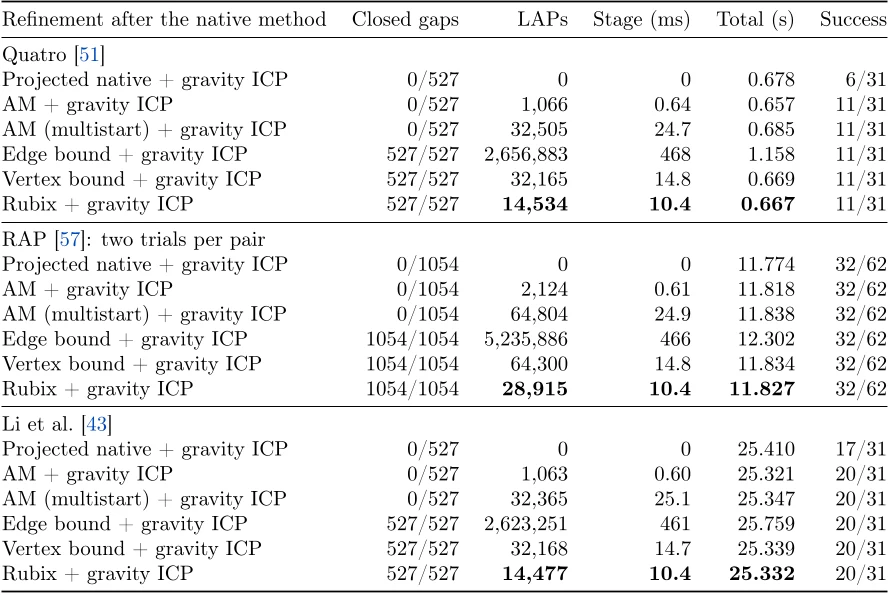 Refinement after the native method Closed gaps LAPs Stage (ms) Total (s) Success
Quatro [51]
Projected native + gravity ICP 0/527 0 0 0.678 6/31
AM + gravity ICP 0/527 1,066 0.64 0.657 11/31
AM (multistart) + gravity ICP 0/527 32,505 24.7 0.685 11/31
Edge bound + gravity ICP 527/527 2,656,883 468 1.158 11/31
Vertex bound + gravity ICP 527/527 32,165 14.8 0.669 11/31
Rubix + gravity ICP 527/527 14,534 10.4 0.667 11/31
RAP [57]: two trials per pair
Projected native + gravity ICP 0/1054 0 0 11.774 32/62
AM + gravity ICP 0/1054 2,124 0.61 11.818 32/62
AM (multistart) + gravity ICP 0/1054 64,804 24.9 11.838 32/62
Edge bound + gravity ICP 1054/1054 5,235,886 466 12.302 32/62
Vertex bound + gravity ICP 1054/1054 64,300 14.8 11.834 32/62
Rubix + gravity ICP 1054/1054 28,915 10.4 11.827 32/62
Li et al. [43]
Projected native + gravity ICP 0/527 0 0 25.410 17/31
AM + gravity ICP 0/527 1,063 0.60 25.321 20/31
AM (multistart) + gravity ICP 0/527 32,365 25.1 25.347 20/31
Edge bound + gravity ICP 527/527 2,623,251 461 25.759 20/31
Vertex bound + gravity ICP 527/527 32,168 14.7 25.339 20/31
Rubix + gravity ICP 527/527 14,477 10.4 25.332 20/31